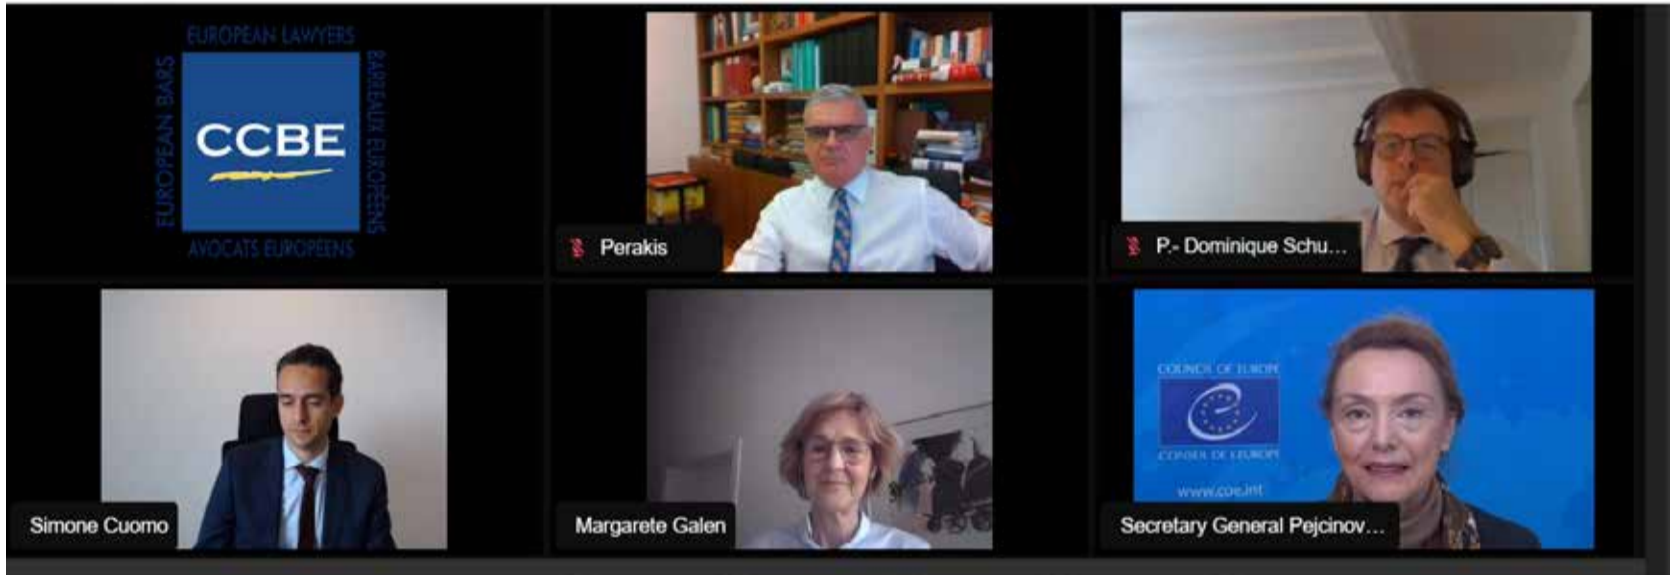 EUROPEAN LAWYERS
EUROPEAN BARS
CCBE
BARREAUX EUROPÉENS
AVOCATS EUROPÉENS
Perakis
P.- Dominique Schu...
Simone Cuomo
Margarete Galen
COUNCIL OF EUROPE
CONSEIL DE L'EUROPE
www.coe.int
Secretary General Pejcinov...